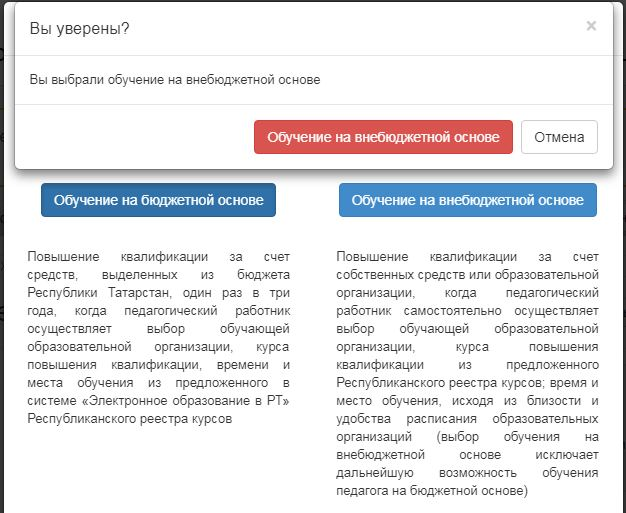 Вы уверены?
×
Вы выбрали обучение на внебюджетной основе
Обучение на внебюджетной основе
Отмена
Обучение на бюджетной основе
Обучение на внебюджетной основе
Повышение квалификации за счет
средств, выделенных из бюджета
Республики Татарстан, один раз в три
года, когда педагогический работник
осуществляет выбор обучающей
образовательной организации, курса
повышения квалификации, времени и
места обучения из предложенного в
системе «Электронное образование в РТ»
Республиканского реестра курсов
Повышение квалификации за счет
собственных средств или образовательной
организации, когда педагогический
работник самостоятельно осуществляет
выбор обучающей образовательной
организации, курса повышения
квалификации из предложенного
Республиканского реестра курсов; время и
место обучения, исходя из близости и
удобства расписания образовательных
организаций (выбор обучения на
внебюджетной основе исключает
дальнейшую возможность обучения
педагога на бюджетной основе)